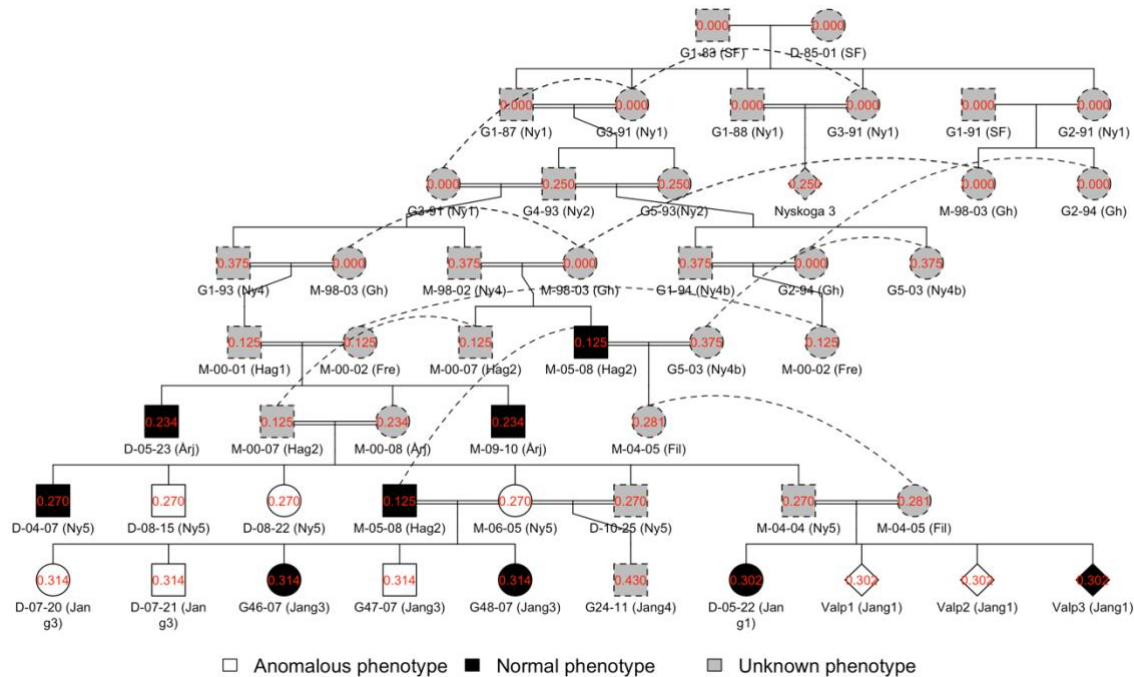 0.000 0.000
G1-83 (SF) D-85-01 (SF)
0.000 0.000 0.000 0.000 0.000 0.000
G1-87 (Ny1) G3-91 (Ny1) G1-88 (Ny1) G3-91 (Ny1) G1-91 (SF) G2-91 (Ny1)
0.000 0.250 0.250 0.250 0.000 0.000
G3-91 (Ny1) G4-93 (Ny2) G5-93(Ny2) Nyskoga 3 M-98-03 (Gh) G2-94 (Gh)
0.375 0.000 0.375 0.000 0.375 0.000 0.375
G1-93 (Ny4) M-98-03 (Gh) M-98-02 (Ny4) M-98-03 (Gh) G1-94 (Ny4b) G2-94 (Gh) G5-03 (Ny4b)
0.125 0.125 0.125 0.125 0.375 0.125
M-00-01 (Hag1) M-00-02 (Fre) M-00-07 (Hag2) M-05-08 (Hag2) G5-03 (Ny4b) M-00-02 (Fre)
0.234 0.125 0.234 0.234 0.281
D-05-23 (Årj) M-00-07 (Hag2) M-00-08 (Årj) M-09-10 (Årj) M-04-05 (Fil)
0.270 0.270 0.270 0.125 0.270 0.270 0.270 0.281
D-04-07 (Ny5) D-08-15 (Ny5) D-08-22 (Ny5) M-05-08 (Hag2) M-06-05 (Ny5) D-10-25 (Ny5) M-04-04 (Ny5) M-04-05 (Fil)
0.314 0.314 0.314 0.314 0.314 0.430 0.302 0.302 0.302 0.302
D-07-20 (Jan D-07-21 (Jan G46-07 (Jang3) G47-07 (Jang3) G48-07 (Jang3) G24-11 (Jang4) D-05-22 (Jan Valp1 (Jang1) Valp2 (Jang1) Valp3 (Jang1)
g3) g3) g1)
Anomalous phenotype Normal phenotype Unknown phenotype